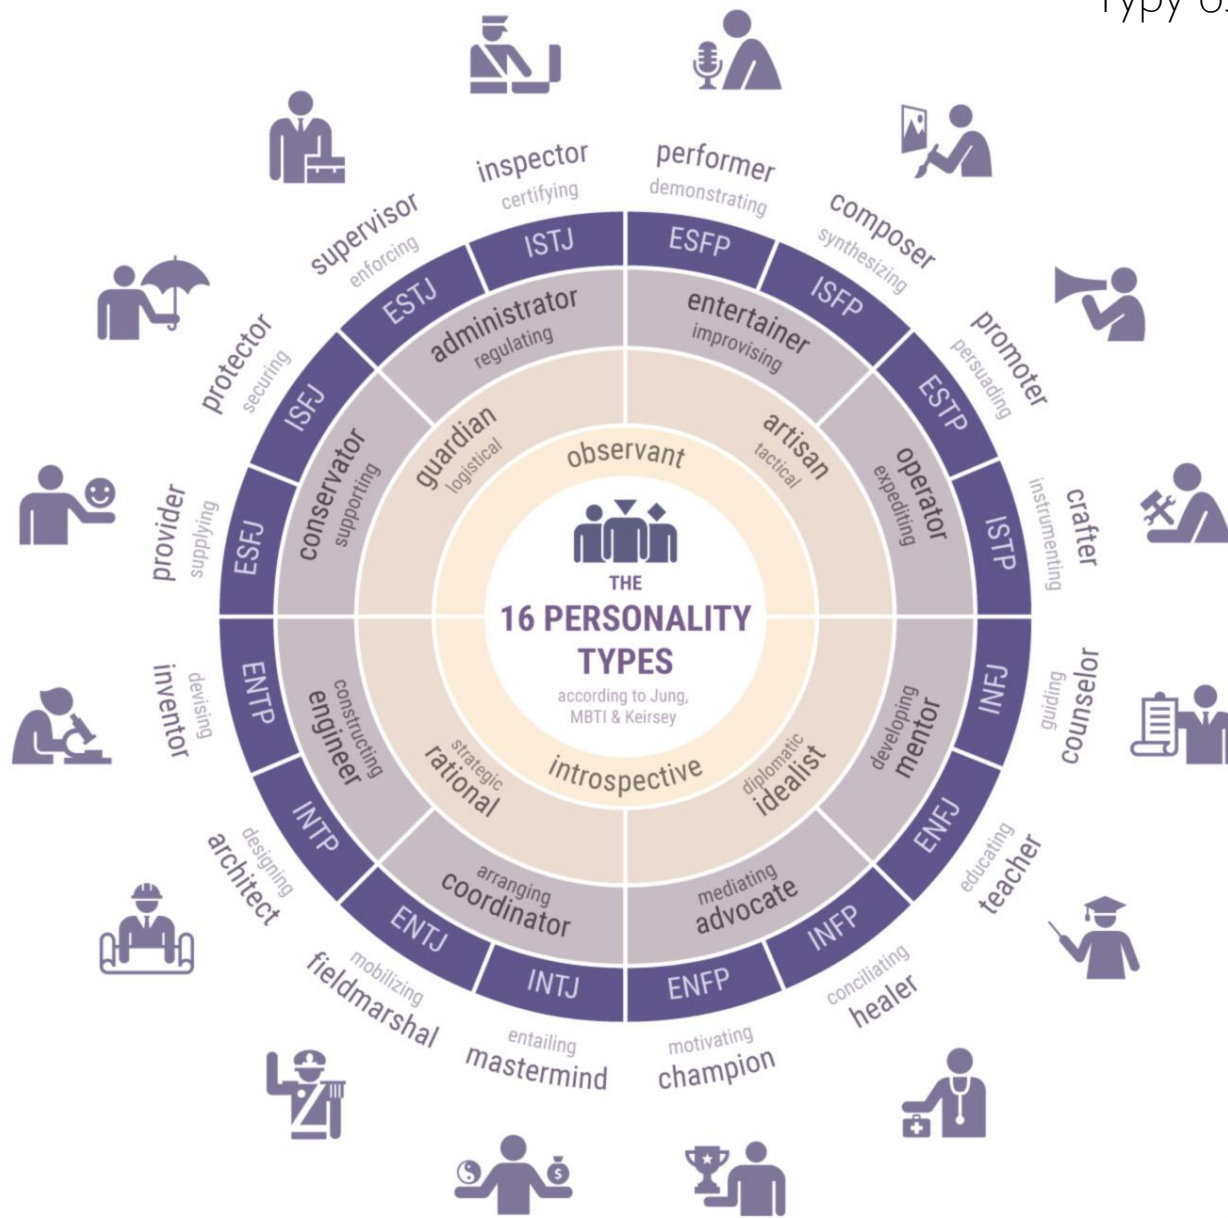 Typy
inspector
certifying
performer
demonstrating
supervisor
enforcing
composer
synthesizing
protector
securing
promoter
persuading
provider
supplying
crafter
instrumenting
ISTJ
ESFP
ESTJ
ISFP
ISFJ
ESTP
ESFJ
ISTP
administrator
regulating
entertainer
improvising
conservator
supporting
operator
expediting
guardian
logistical
artisan
tactical
observant
THE
16 PERSONALITY
TYPES
according to Jung,
MBTI & Keirsey
introspective
strategic
rational
diplomatic
idealist
constructing
engineer
developing
mentor
arranging
coordinator
mediating
advocate
ENTP
INFJ
INTP
ENFJ
ENTJ
INFP
INTJ
ENFP
devising
inventor
guiding
counselor
designing
architect
educating
teacher
mobilizing
fieldmarshal
conciliating
healer
entailing
mastermind
motivating
champion
$